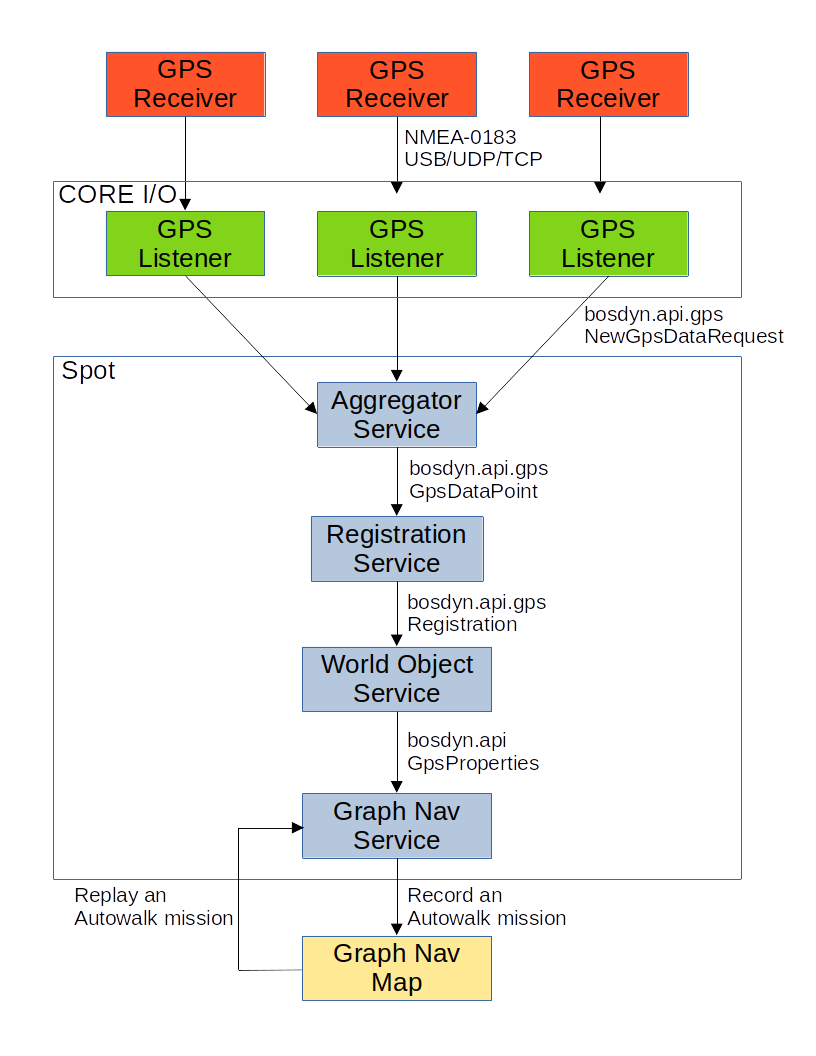 GPS
Receiver
GPS
Receiver
GPS
Receiver
NMEA-0183
USB/UDP/TCP
CORE I/O
GPS
Listener
GPS
Listener
GPS
Listener
bosdyn.api.gps
NewGpsDataRequest
Spot
Aggregator
Service
bosdyn.api.gps
GpsDataPoint
Registration
Service
bosdyn.api.gps
Registration
World Object
Service
bosdyn.api
GpsProperties
Graph Nav
Service
Replay an
Autowalk mission
Record an
Autowalk mission
Graph Nav
Map